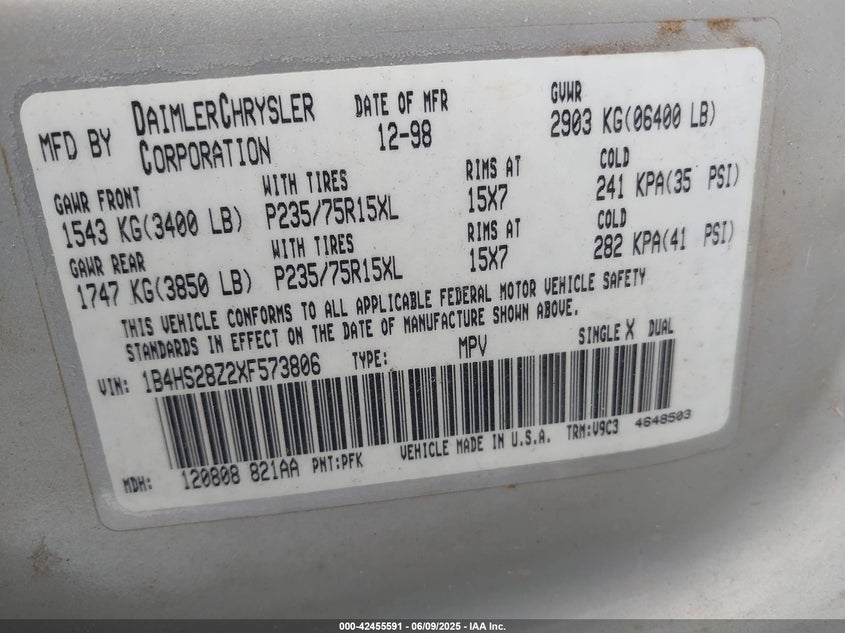 MFD BY DAIMLERCHRYSLER CORPORATION
DATE OF MFR 12-98
GVWR 2903 KG(06400 LB)
GAWR FRONT WITH TIRES RIMS AT COLD
1543 KG(3400 LB) P235/75R15XL 15X7 241 KPA(35 PSI)
GAWR REAR WITH TIRES RIMS AT COLD
1747 KG(3850 LB) P235/75R15XL 15X7 282 KPA(41 PSI)
THIS VEHICLE CONFORMS TO ALL APPLICABLE FEDERAL MOTOR VEHICLE SAFETY
STANDARDS IN EFFECT ON THE DATE OF MANUFACTURE SHOWN ABOVE.
VIN: 1B4HS28Z2XF573806 TYPE: MPV SINGLE X DUAL
MDH: 120808 821AA PNT:PFK VEHICLE MADE IN U.S.A. TRM:V9C3 4648503
000-42455591 - 06/09/2025 - IAA Inc.